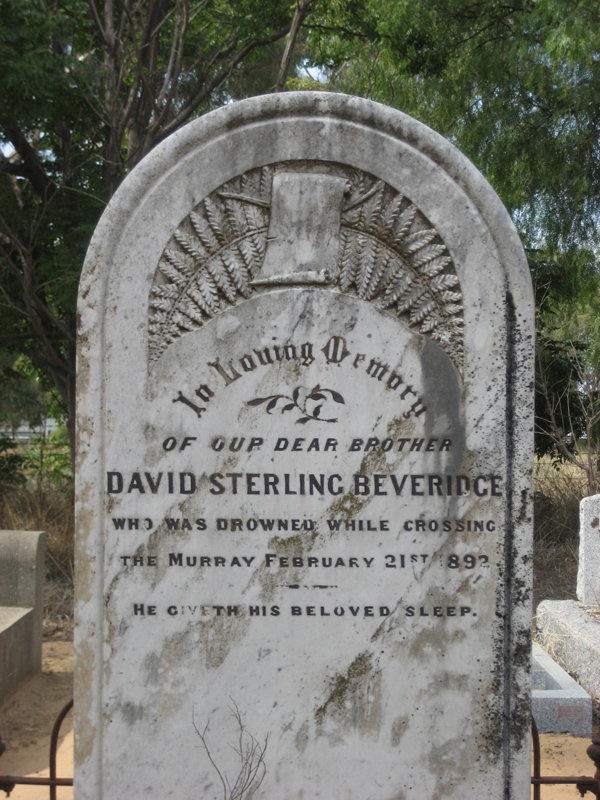 In Loving Memory
OF OUR DEAR BROTHER
DAVID STERLING BEVERIDGE
WHO WAS DROWNED WHILE CROSSING
THE MURRAY FEBRUARY 21ST 1892
HE GIVETH HIS BELOVED SLEEP.